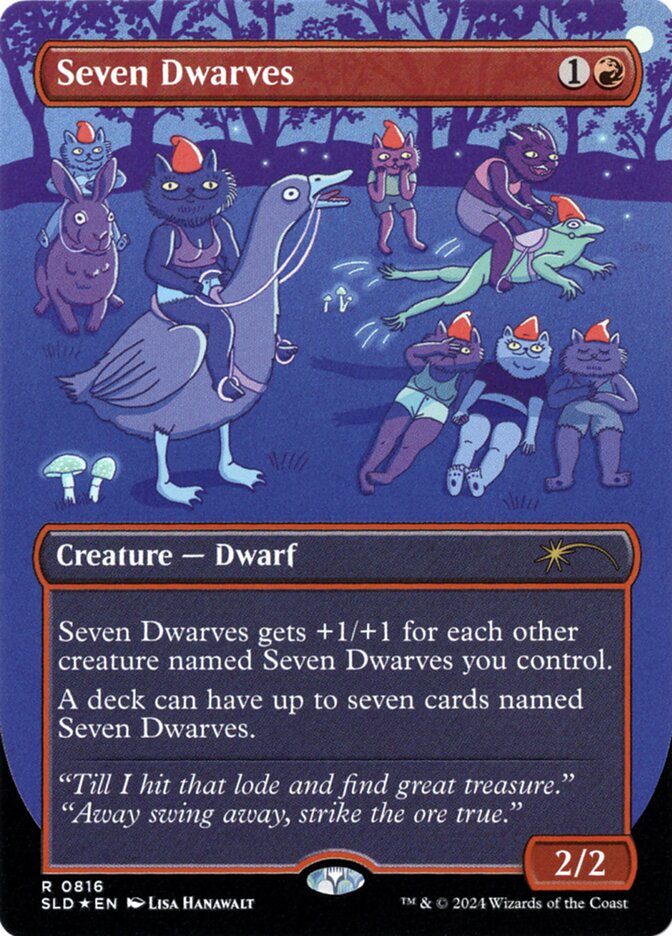 Seven Dwarves 1
Creature — Dwarf
Seven Dwarves gets +1/+1 for each other
creature named Seven Dwarves you control.
A deck can have up to seven cards named
Seven Dwarves.
“Till I hit that lode and find great treasure.”
“Away swing away, strike the ore true.”
2/2
R 0816
SLD★EN Lisa Hanawalt
™ & © 2024 Wizards of the Coast